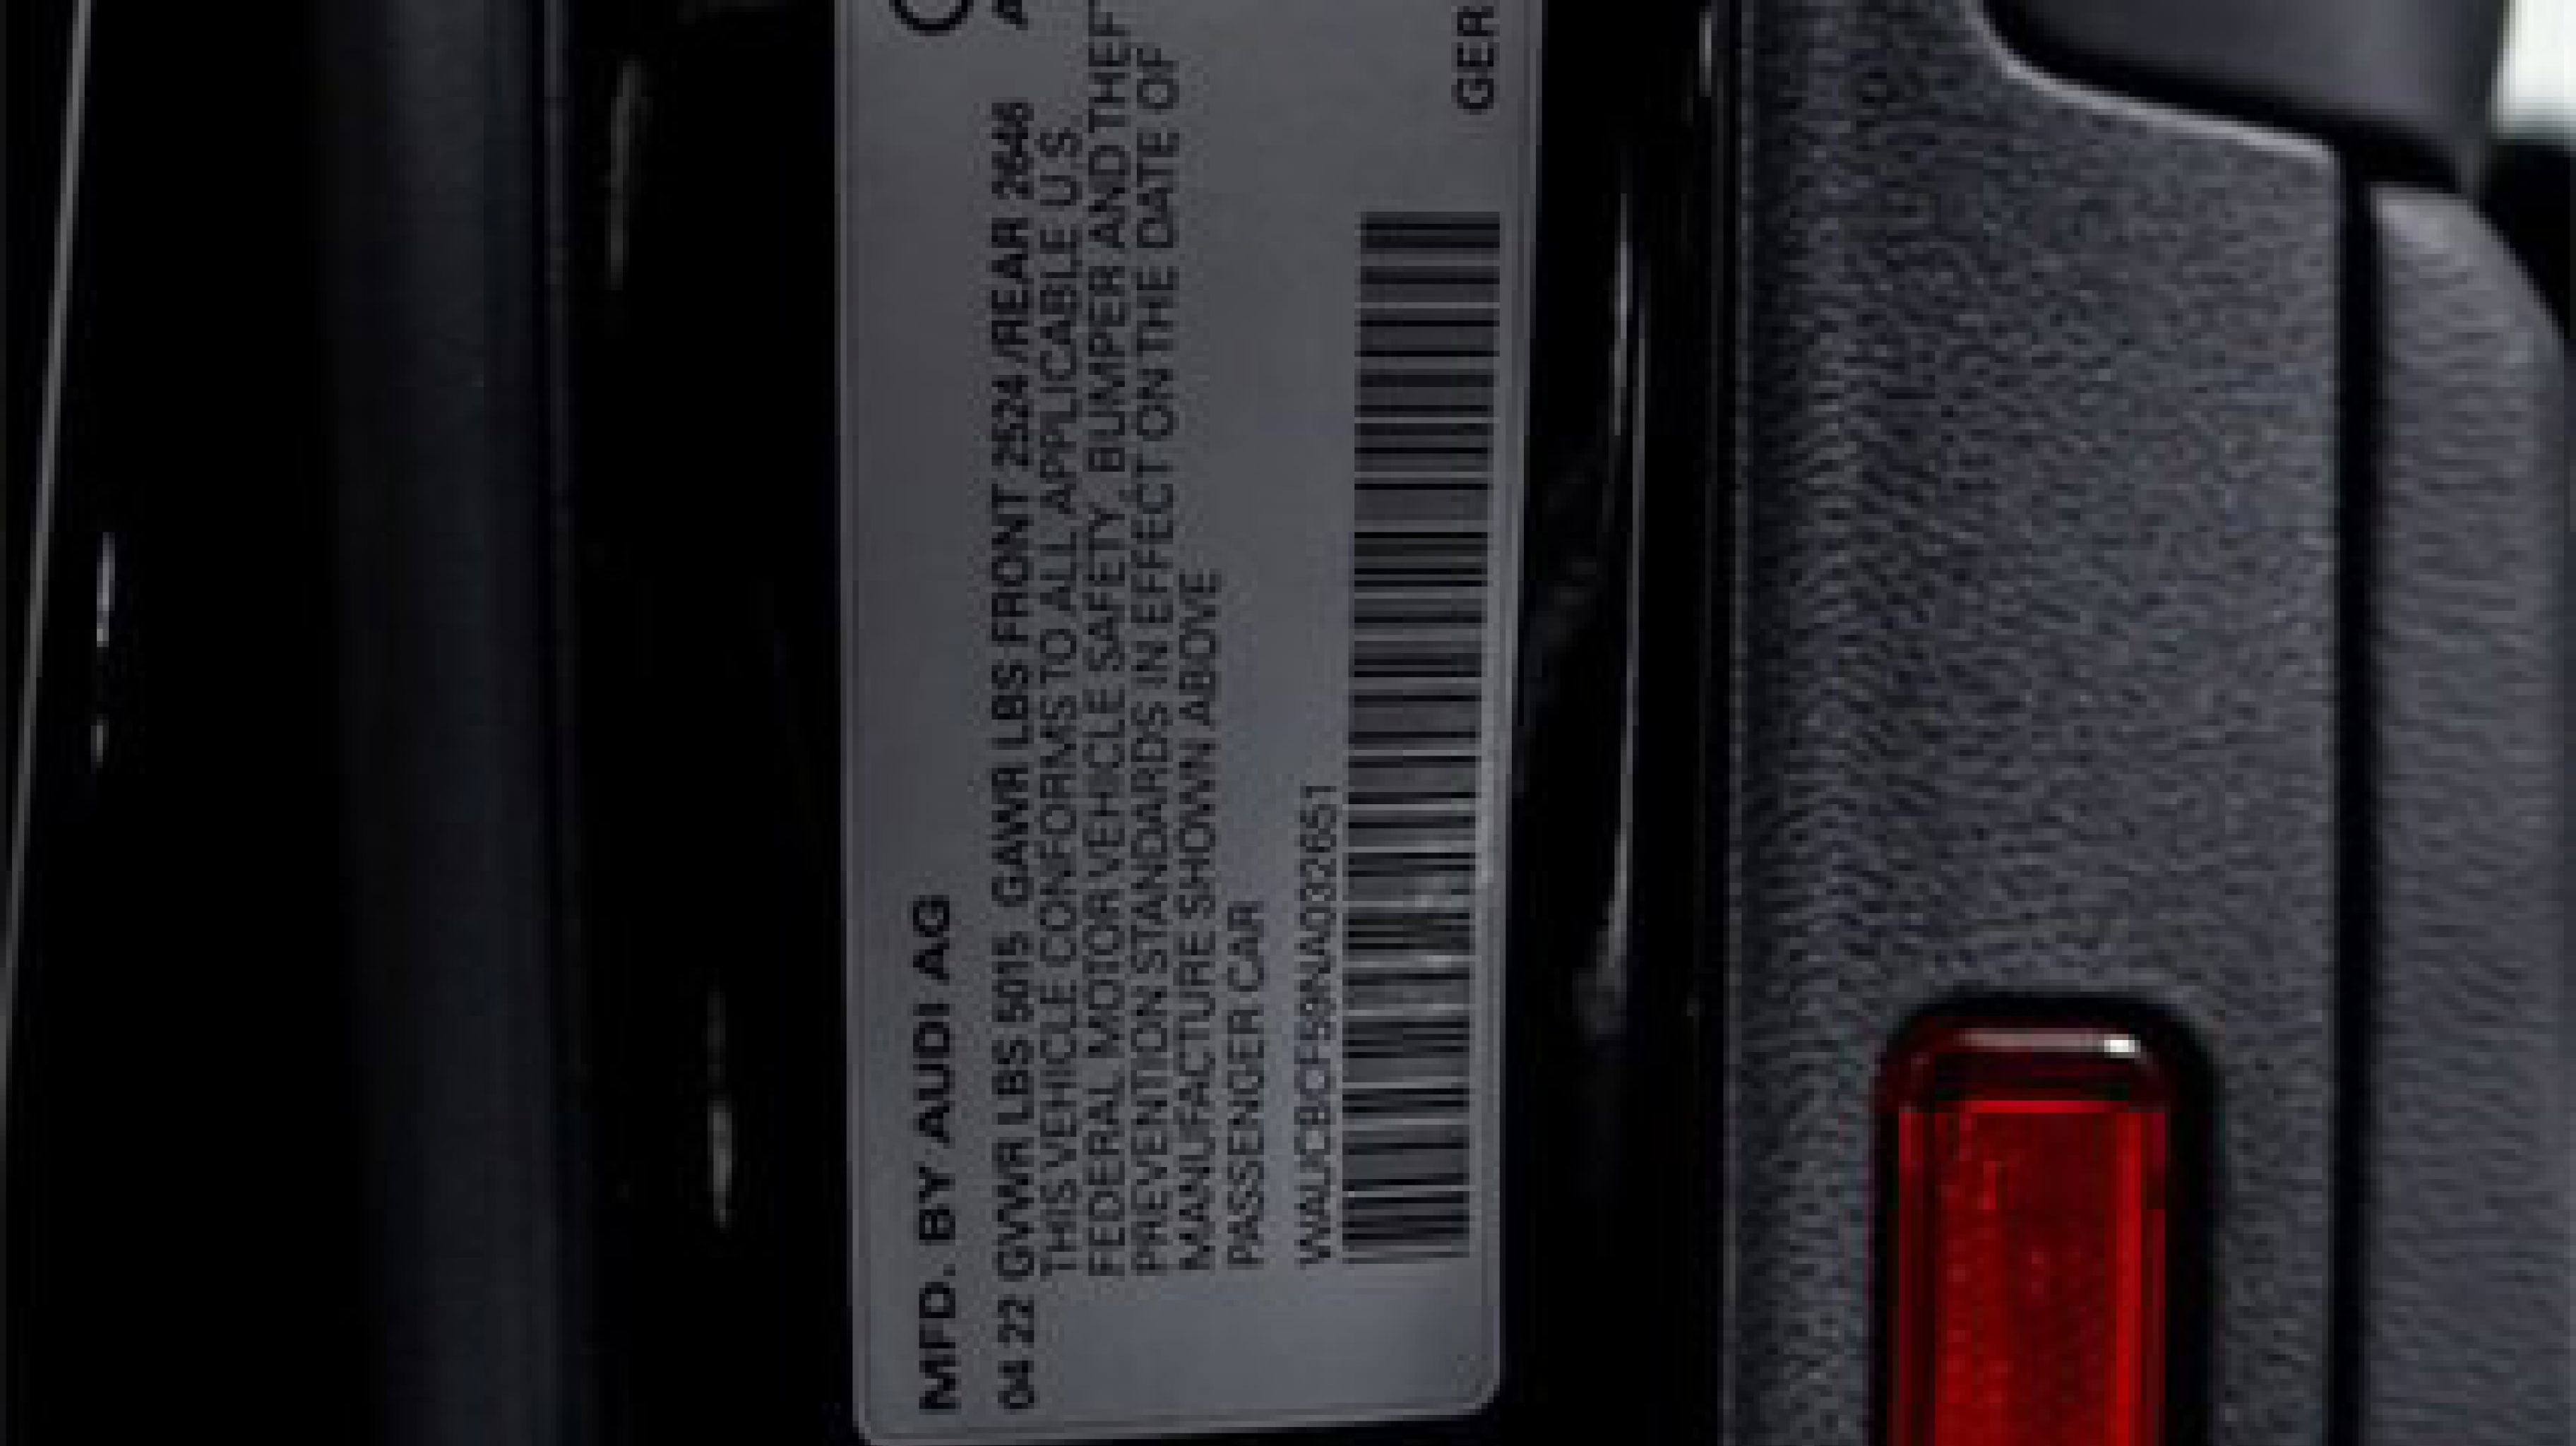 MFD. BY AUDI AG
04 22 GVWR LBS 5015 GAWR LBS FRONT 2524 /REAR 2646
THIS VEHICLE CONFORMS TO ALL APPLICABLE U.S.
FEDERAL MOTOR VEHICLE SAFETY, BUMPER AND THEFT
PREVENTION STANDARDS IN EFFECT ON THE DATE OF
MANUFACTURE SHOWN ABOVE
PASSENGER CAR
WAUCBCF59NA032651
GER